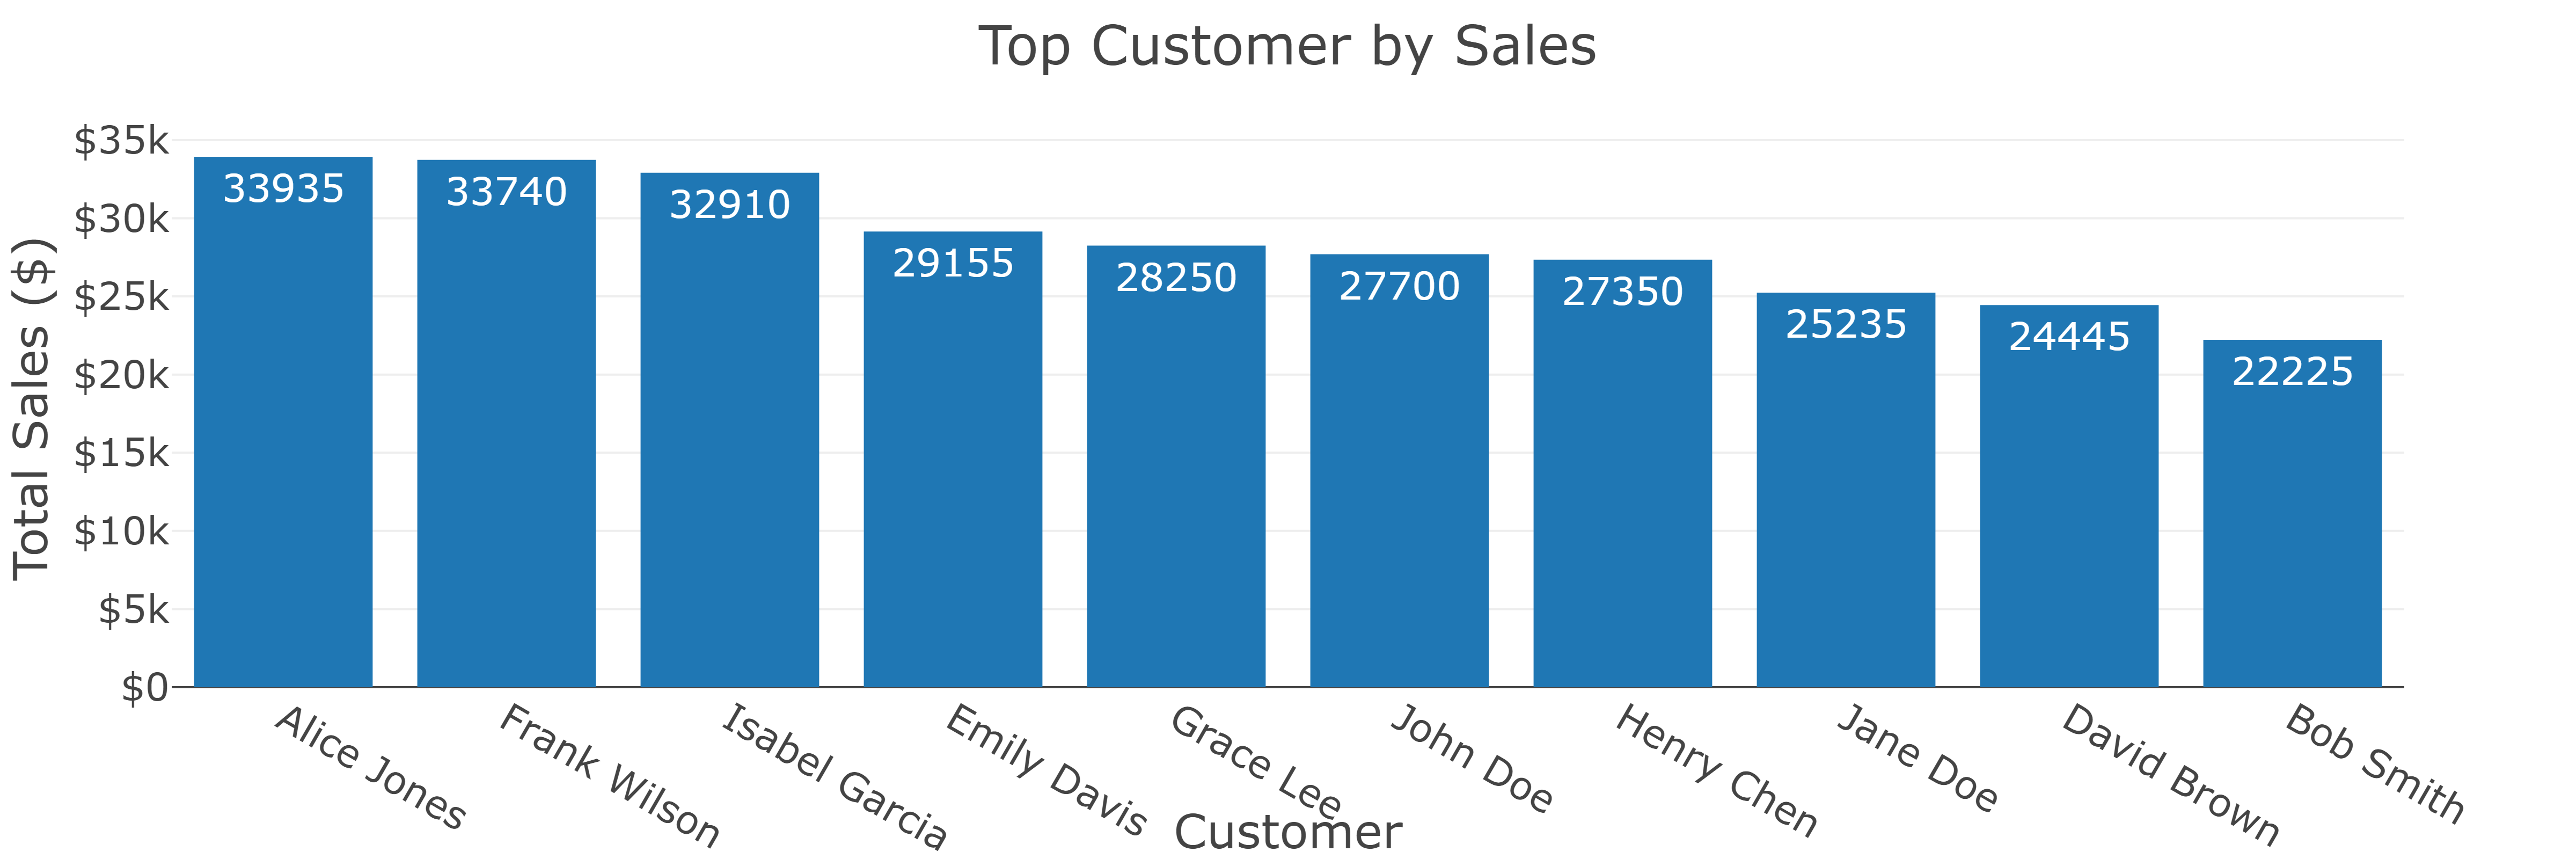 Top Customer by Sales
Total Sales ($)
$35k
$30k
$25k
$20k
$15k
$10k
$5k
$0
33935
33740
32910
29155
28250
27700
27350
25235
24445
22225
Alice Jones
Frank Wilson
Isabel Garcia
Emily Davis
Grace Lee
John Doe
Henry Chen
Jane Doe
David Brown
Bob Smith
Customer